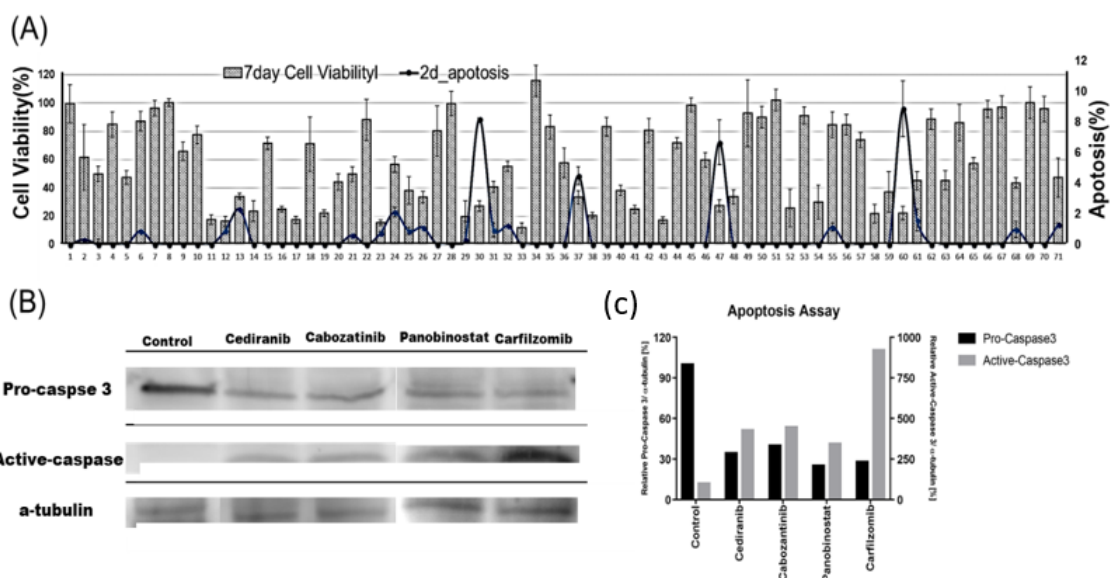 (A)
7day Cell Viabilityl 2d_apotosis
Cell Viability(%)
120
100
80
60
40
20
0
12
10
8
6
4
2
0
Apotosis(%)
1 2 3 4 5 6 7 8 9 10 11 12 13 14 15 16 17 18 19 20 21 22 23 24 25 26 27 28 29 30 31 32 33 34 35 36 37 38 39 40 41 42 43 44 45 46 47 48 49 50 51 52 53 54 55 56 57 58 59 60 61 62 63 64 65 66 67 68 69 70 71
(B)
Control Cediranib Cabozatinib Panobinostat Carfilzomib
Pro-caspse 3
Active-caspase
a-tubulin
(c)
Apoptosis Assay
Relative Pro-Caspase 3/ α-tubulin [%]
120
90
60
30
0
1000
750
500
250
0
Relative Active-Caspase 3/ α-tubulin [%]
Pro-Caspase3
Active-Caspase3
Control
Cediranib
Cabozantinib
Panobinostat
Carfilzomib